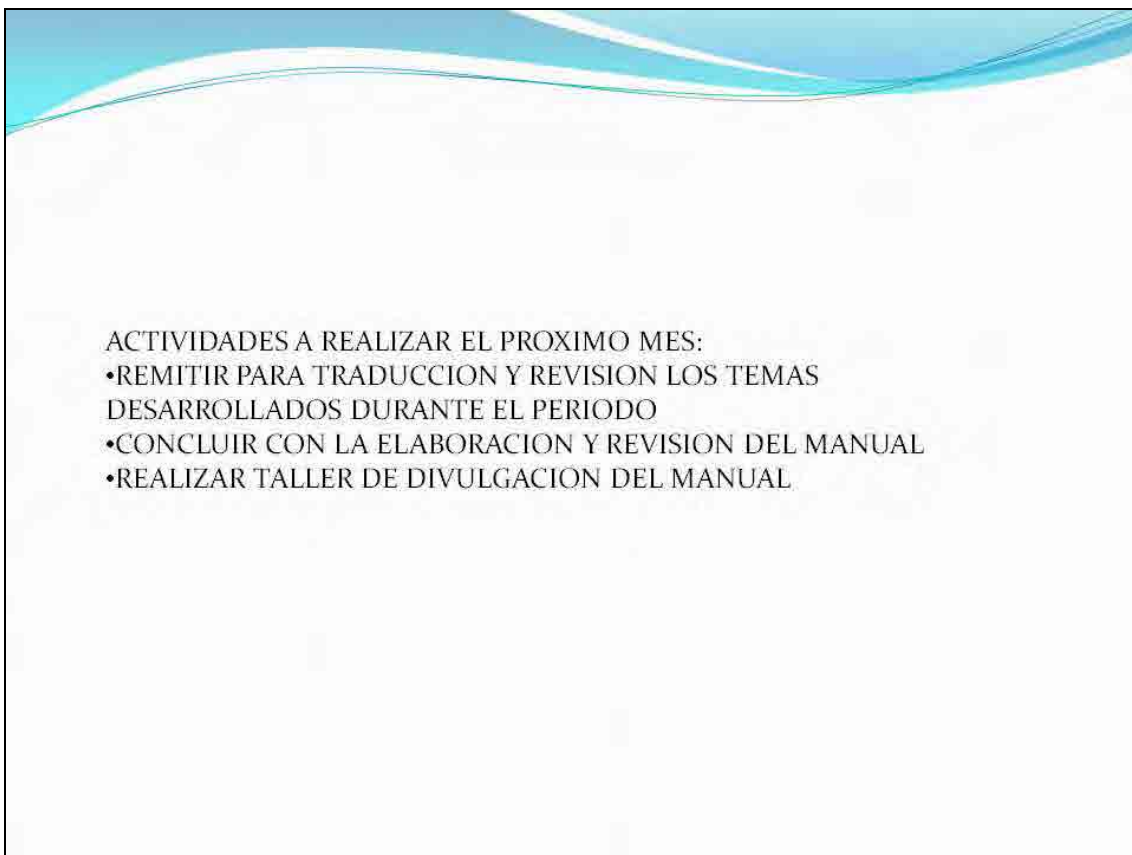 ACTIVIDADES A REALIZAR EL PROXIMO MES:
•REMITIR PARA TRADUCCION Y REVISION LOS TEMAS
DESARROLLADOS DURANTE EL PERIODO
•CONCLUIR CON LA ELABORACION Y REVISION DEL MANUAL
•REALIZAR TALLER DE DIVULGACION DEL MANUAL